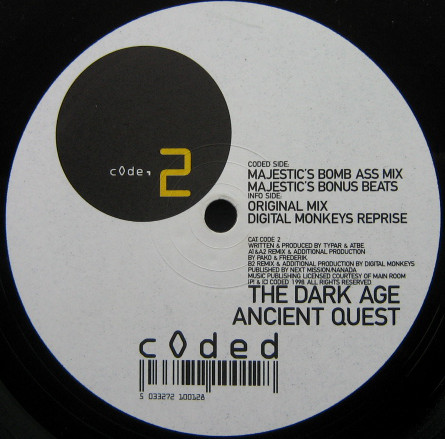 c0de, 2
CODED SIDE:
MAJESTIC'S BOMB ASS MIX
MAJESTIC'S BONUS BEATS
INFO SIDE:
ORIGINAL MIX
DIGITAL MONKEYS REPRISE
CAT CODE 2
WRITTEN & PRODUCED BY TYPAR & ATBE
A1&A2 REMIX & ADDITIONAL PRODUCTION
BY PAKO & FREDERIK.
B2 REMIX & ADDITIONAL PRODUCTION BY DIGITAL MONKEYS
PUBLISHED BY NEXT MISSION/NANADA
MUSIC PUBLISHING LICENSED COURTESY OF MAIN ROOM
(P) & (C) CODED 1998 ALL RIGHTS RESERVED
THE DARK AGE
ANCIENT QUEST
c0ded
5 033272 100128